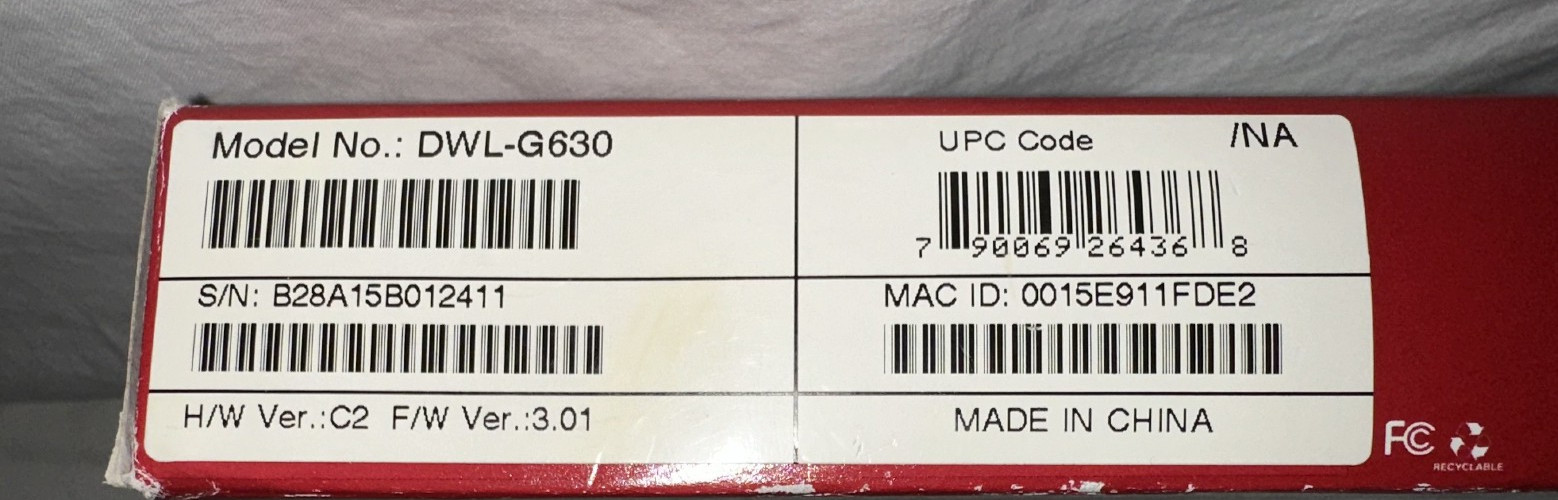 Model No.: DWL-G630
UPC Code
/NA
7 90069 26436 8
S/N: B28A15B012411
MAC ID: 0015E911FDE2
H/W Ver.:C2 F/W Ver.:3.01
MADE IN CHINA
FC
RECYCLABLE